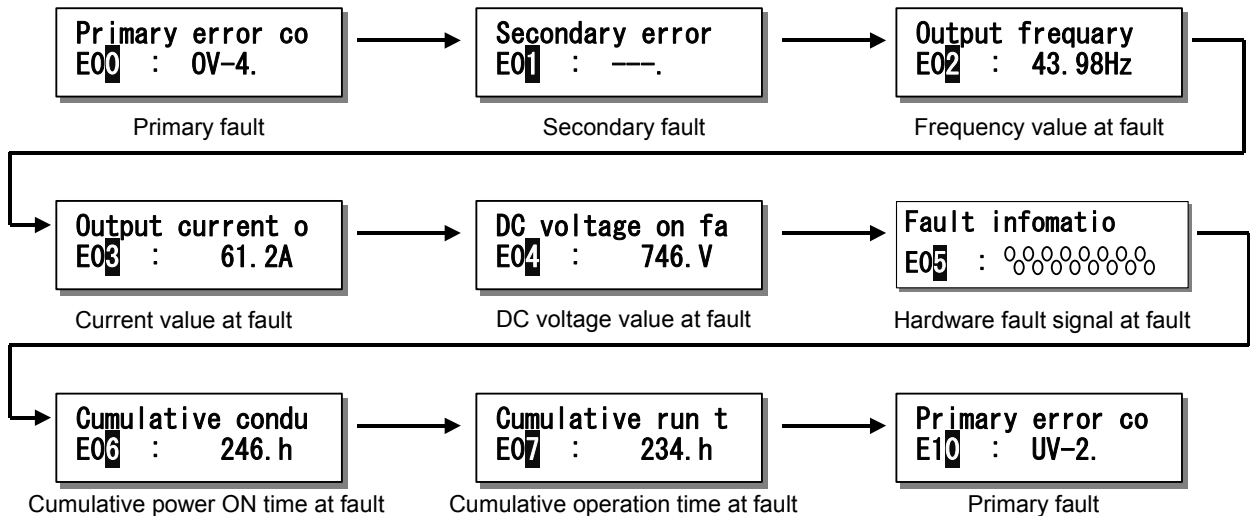 Primary error co
E00 : OV-4.
Primary fault
Secondary error
E01 : ---.
Secondary fault
Output frequary
E02 : 43.98Hz
Frequency value at fault
Output current o
E03 : 61.2A
Current value at fault
DC voltage on fa
E04 : 746.V
DC voltage value at fault
Fault infomatio
E05 :
Hardware fault signal at fault
Cumulative condu
E06 : 246.h
Cumulative power ON time at fault
Cumulative run t
E07 : 234.h
Cumulative operation time at fault
Primary error co
E10 : UV-2.
Primary fault